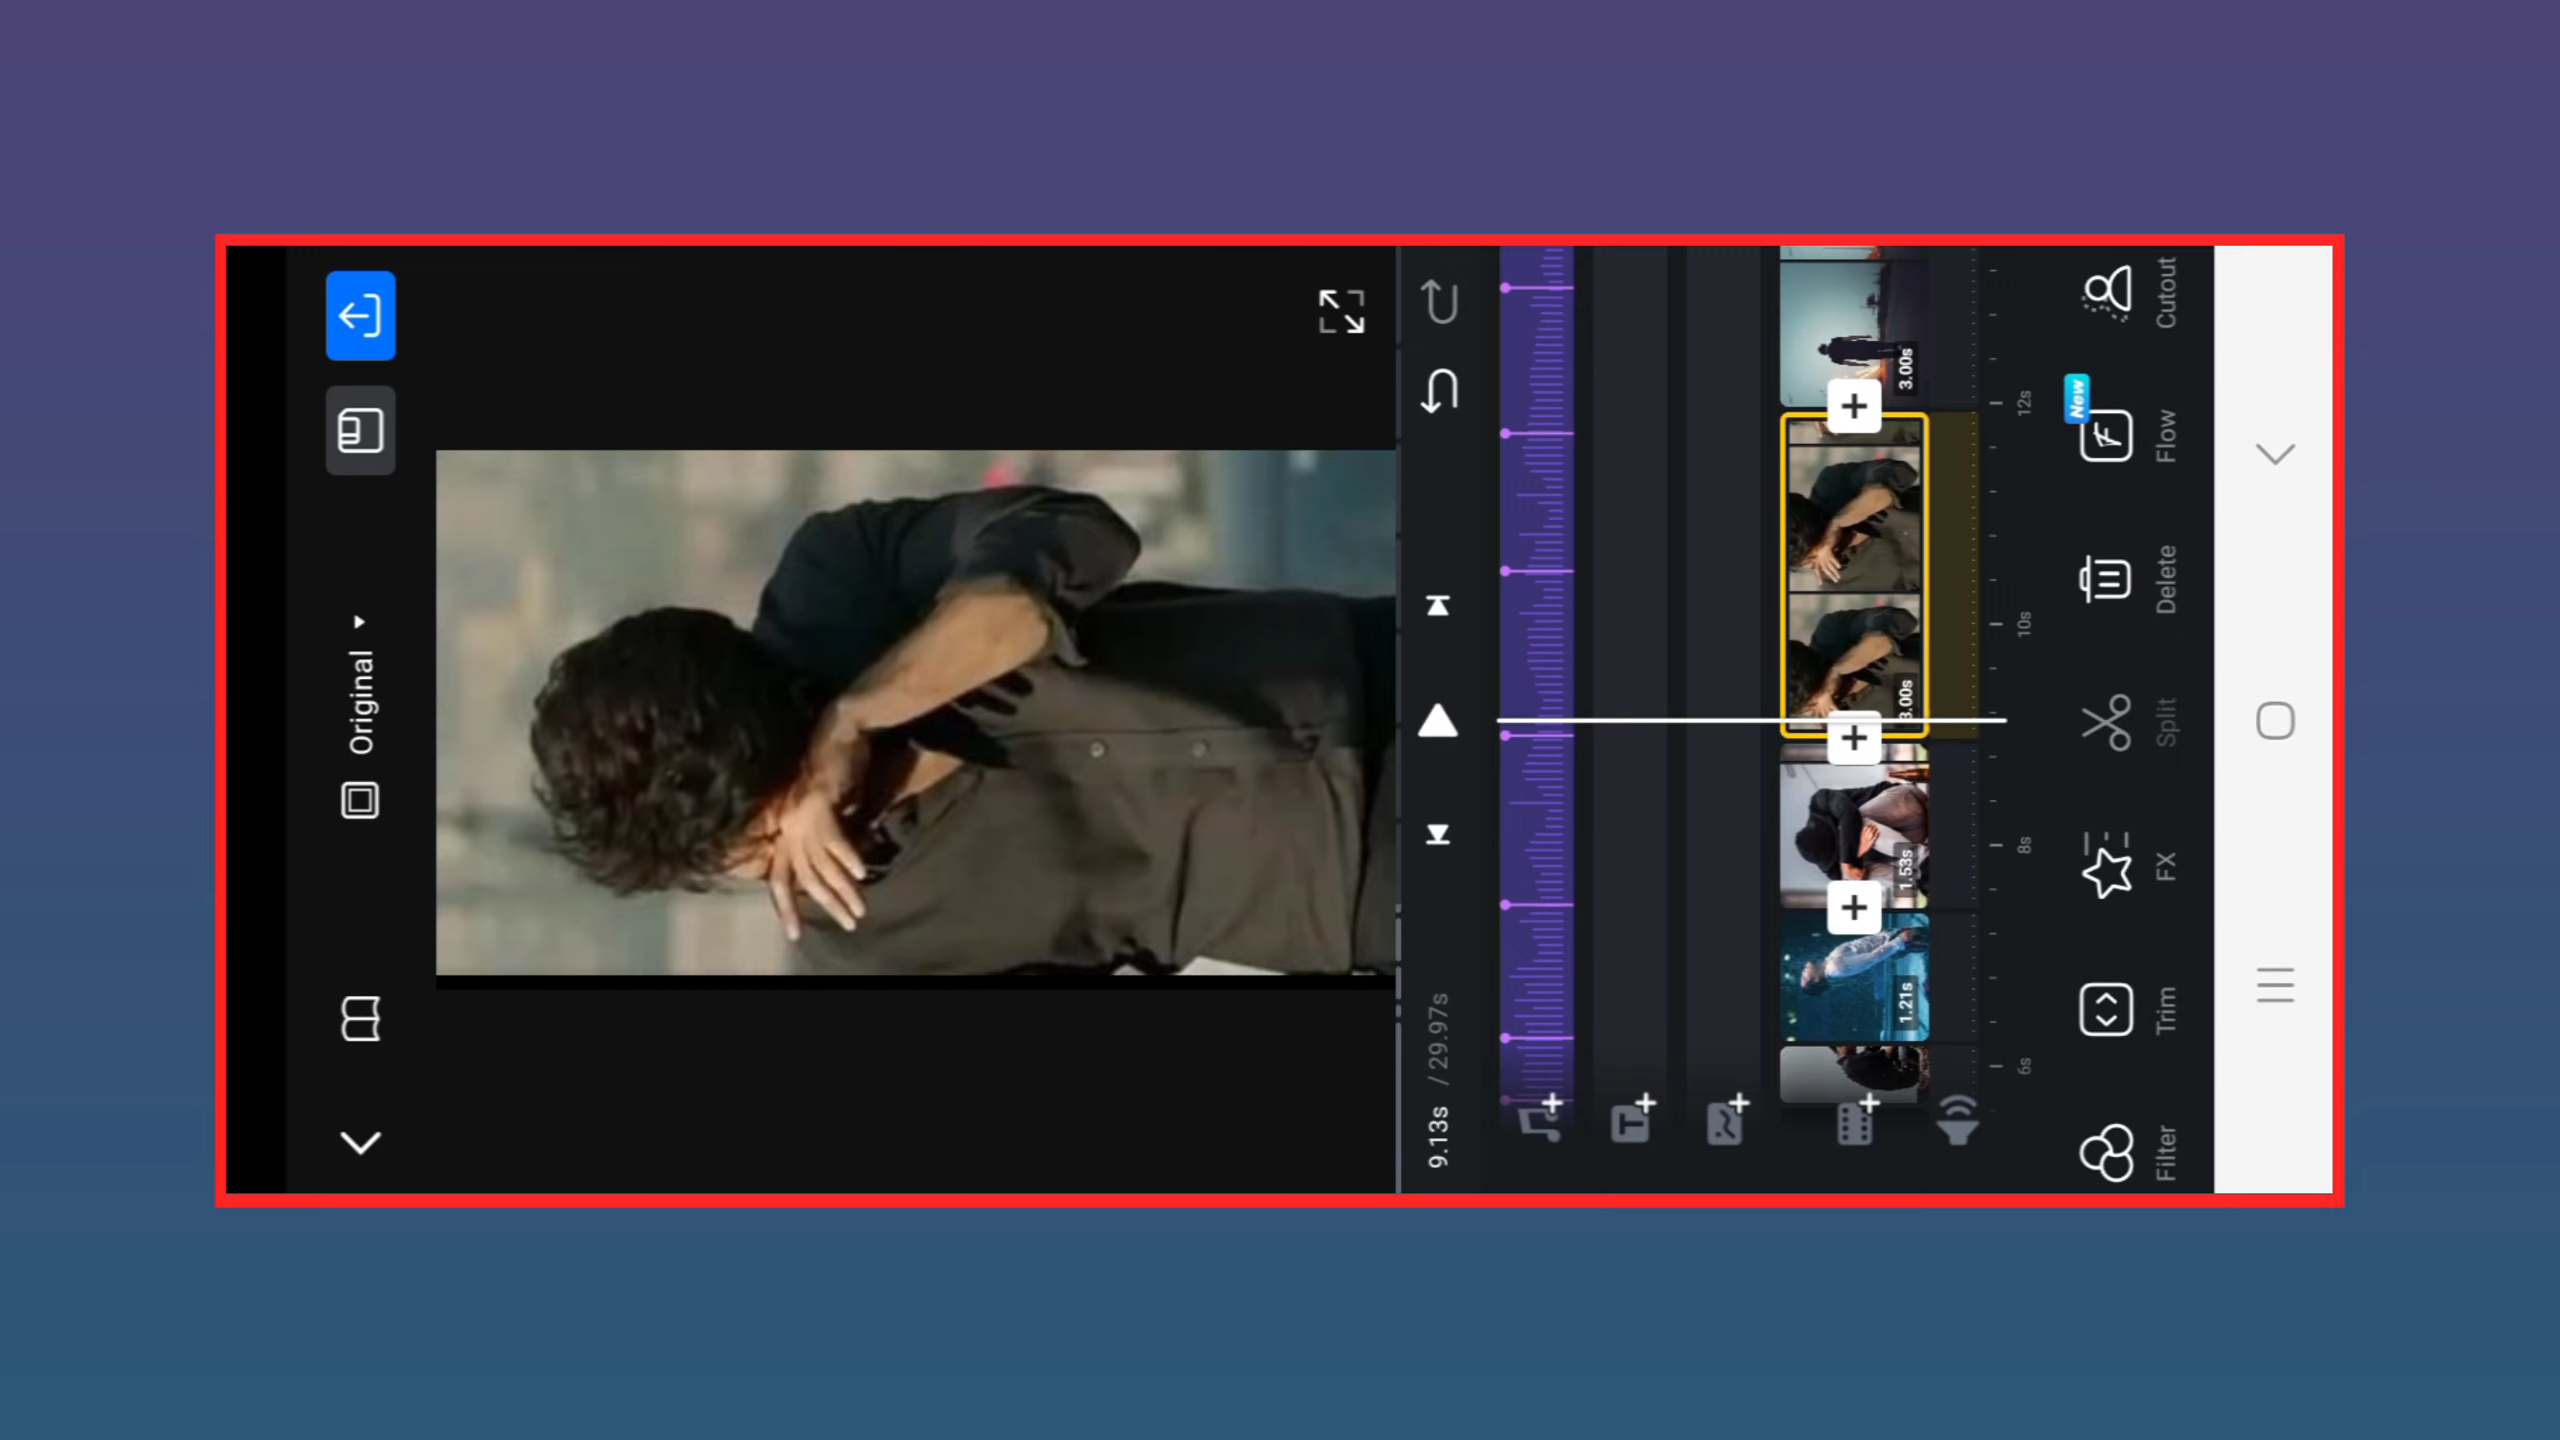 Original
9.13s / 29.97s
1.21s
1.53s
3.00s
3.00s
6s
8s
10s
12s
New
Filter
Trim
FX
Split
Delete
Flow
Cutout